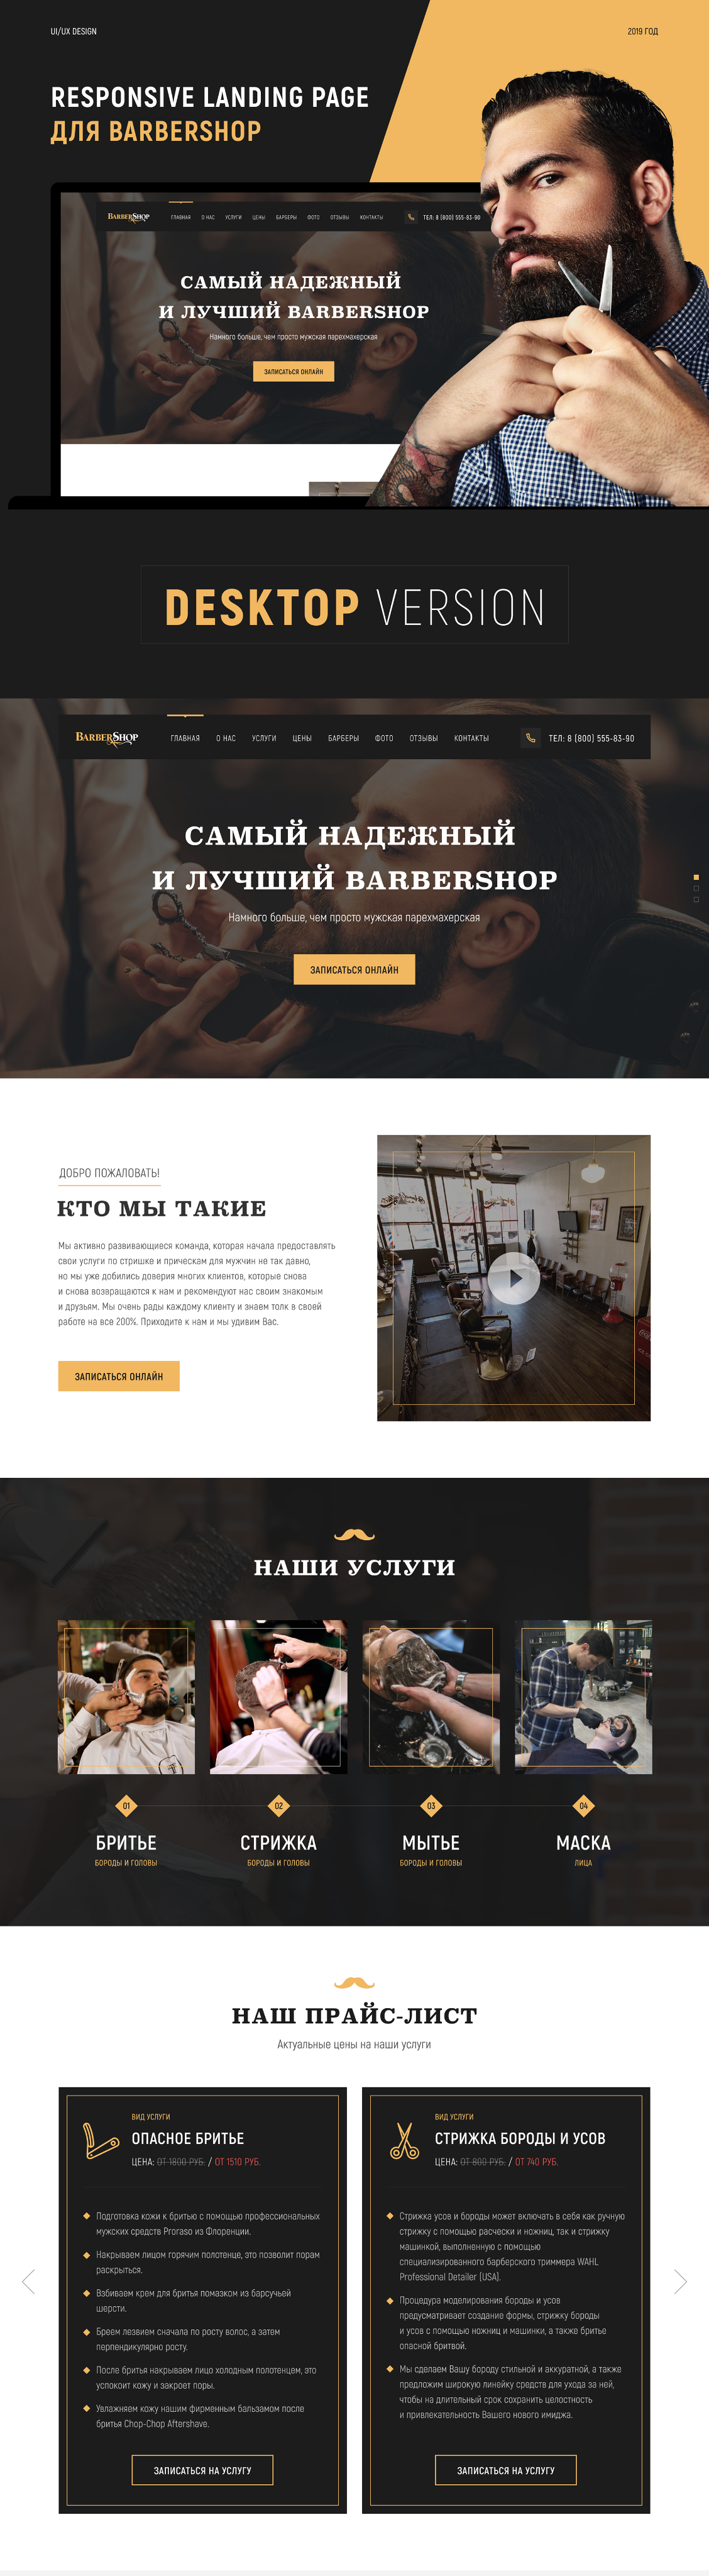 UI/UX DESIGN
2019 ГОД
RESPONSIVE LANDING PAGE
ДЛЯ BARBERSHOP
BARBERSHOP
ГЛАВНАЯ О НАС УСЛУГИ ЦЕНЫ БАРБЕРЫ ФОТО ОТЗЫВЫ КОНТАКТЫ
ТЕЛ: 8 (800) 555-83-90
САМЫЙ НАДЕЖНЫЙ
И ЛУЧШИЙ BARBERSHOP
Намного больше, чем просто мужская парехмахерская
ЗАПИСАТЬСЯ ОНЛАЙН
DESKTOP VERSION
BARBERSHOP
ГЛАВНАЯ О НАС УСЛУГИ ЦЕНЫ БАРБЕРЫ ФОТО ОТЗЫВЫ КОНТАКТЫ
ТЕЛ: 8 (800) 555-83-90
САМЫЙ НАДЕЖНЫЙ
И ЛУЧШИЙ BARBERSHOP
Намного больше, чем просто мужская парехмахерская
ЗАПИСАТЬСЯ ОНЛАЙН
ДОБРО ПОЖАЛОВАТЬ!
КТО МЫ ТАКИЕ
Мы активно развивающиеся команда, которая начала предоставлять
свои услуги по стрижке и прическам для мужчин не так давно,
но мы уже добились доверия многих клиентов, которые снова
и снова возвращаются к нам и рекомендуют нас своим знакомым
и друзьям. Мы очень рады каждому клиенту и знаем толк в своей
работе на все 200%. Приходите к нам и мы удивим Вас.
ЗАПИСАТЬСЯ ОНЛАЙН
НАШИ УСЛУГИ
01
БРИТЬЕ
БОРОДЫ И ГОЛОВЫ
02
СТРИЖКА
БОРОДЫ И ГОЛОВЫ
03
МЫТЬЕ
БОРОДЫ И ГОЛОВЫ
04
МАСКА
ЛИЦА
НАШ ПРАЙС-ЛИСТ
Актуальные цены на наши услуги
ВИД УСЛУГИ
ОПАСНОЕ БРИТЬЕ
ЦЕНА: ОТ 1800 РУБ. / ОТ 1510 РУБ.
Подготовка кожи к бритью с помощью профессиональных
мужских средств Proraso из Флоренции.
Накрываем лицом горячим полотенце, это позволит порам
раскрыться.
Взбиваем крем для бритья помазком из барсучьей
шерсти.
Бреем лезвием сначала по росту волос, а затем
перпендикулярно росту.
После бритья накрываем лицо холодным полотенцем, это
успокоит кожу и закроет поры.
Увлажняем кожу нашим фирменным бальзамом после
бритья Chop-Chop Aftershave.
ЗАПИСАТЬСЯ НА УСЛУГУ
ВИД УСЛУГИ
СТРИЖКА БОРОДЫ И УСОВ
ЦЕНА: ОТ 800 РУБ. / ОТ 740 РУБ.
Стрижка усов и бороды может включать в себя как ручную
стрижку с помощью расчески и ножниц, так и стрижку
машинкой, выполненную с помощью
специализированного барберского триммера WAHL
Professional Detailer (USA).
Процедура моделирования бороды и усов
предусматривает создание формы, стрижку бороды
и усов с помощью ножниц и машинки, а также бритье
опасной бритвой.
Мы сделаем Вашу бороду стильной и аккуратной, а также
предложим широкую линейку средств для ухода за ней,
чтобы на длительный срок сохранить целостность
и привлекательность Вашего нового имиджа.
ЗАПИСАТЬСЯ НА УСЛУГУ